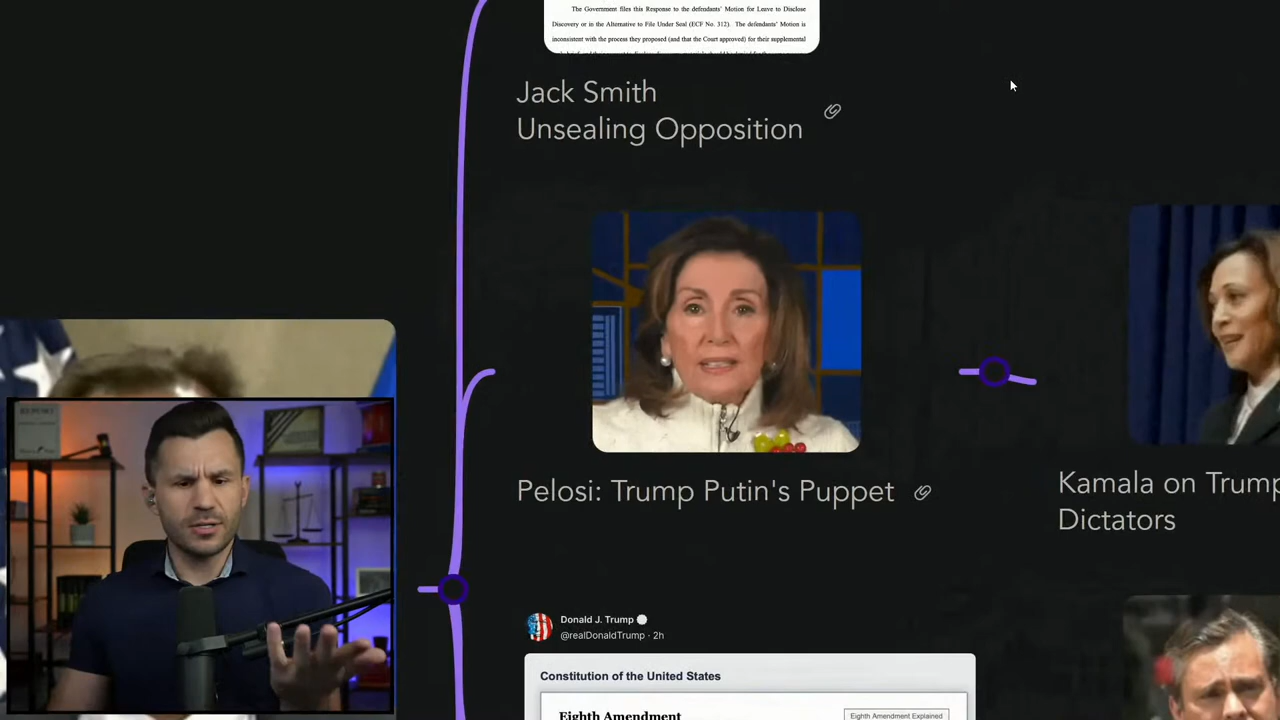 The Government files this Response to the defendants' Motion for Leave to Disclose
Discovery or in the Alternative to File Under Seal (ECF No. 312). The defendants' Motion is
inconsistent with the process they proposed (and that the Court approved) for their supplemental
Jack Smith
Unsealing Opposition
Pelosi: Trump Putin's Puppet
Kamala on Trump
Dictators
Donald J. Trump
@realDonaldTrump · 2h
Constitution of the United States
Eighth Amendment
Eighth Amendment Explained